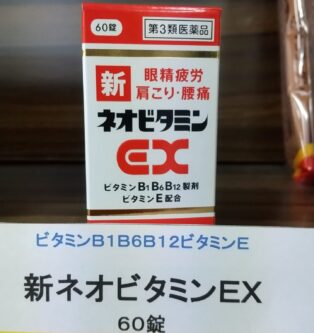 60錠
第3類医薬品
新
眼精疲労
肩こり・腰痛
ネオビタミン
EX
ビタミンB1B6B12製剤
ビタミンE配合
ビタミンB1B6B12ビタミンE
新ネオビタミンEX
60錠